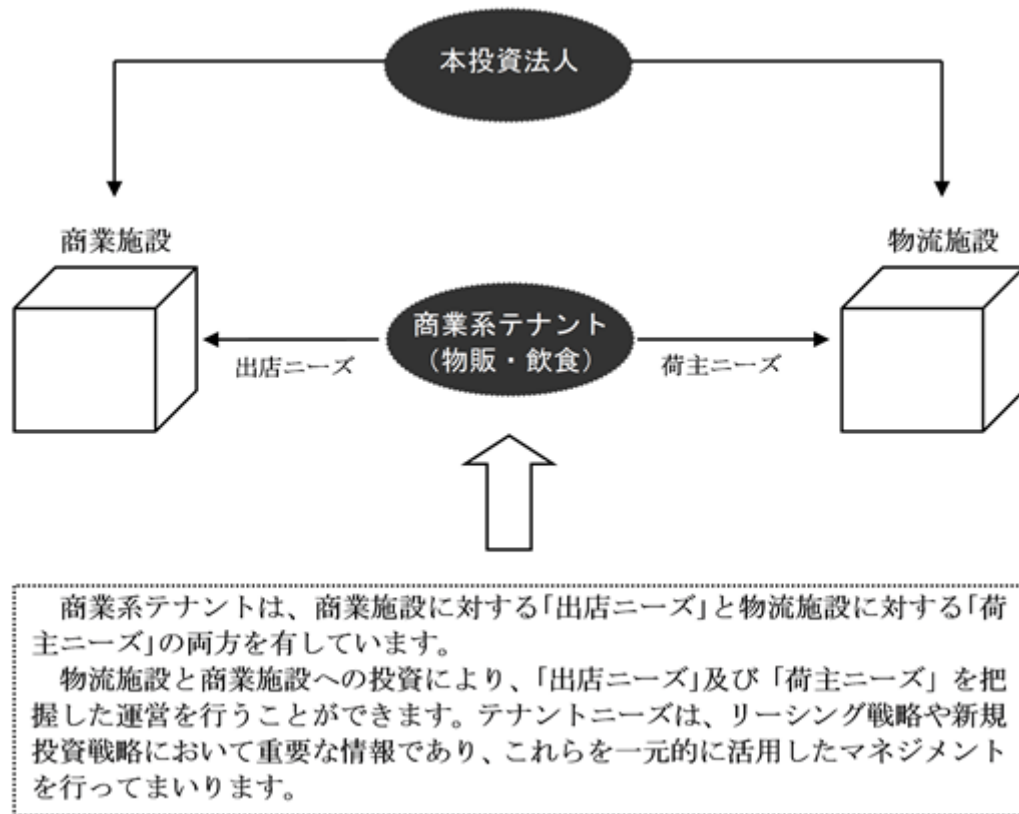 本投資法人
商業施設
物流施設
商業系テナント
（物販・飲食）
出店ニーズ
荷主ニーズ
商業系テナントは、商業施設に対する「出店ニーズ」と物流施設に対する「荷
主ニーズ」の両方を有しています。
物流施設と商業施設への投資により、「出店ニーズ」及び「荷主ニーズ」を把
握した運営を行うことができます。テナントニーズは、リーシング戦略や新規
投資戦略において重要な情報であり、これらを一元的に活用したマネジメント
を行ってまいります。